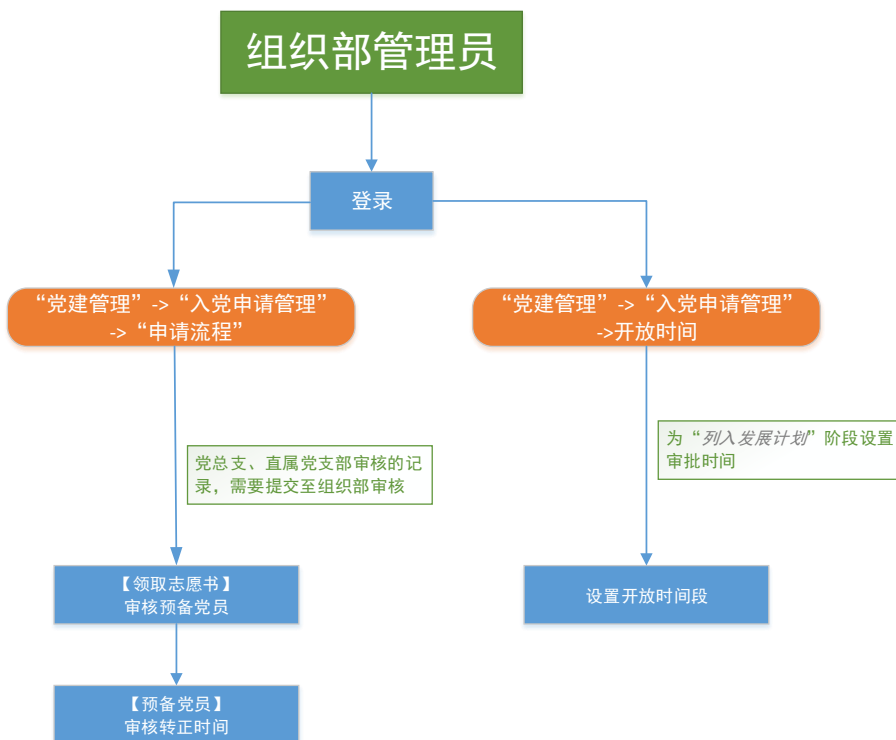 组织部管理员
登录
“党建管理”->“入党申请管理”
->“申请流程”
“党建管理”->“入党申请管理”
->开放时间
党总支、直属党支部审核的记
录，需要提交至组织部审核
为“列入发展计划”阶段设置
审批时间
【领取志愿书】
审核预备党员
设置开放时间段
【预备党员】
审核转正时间